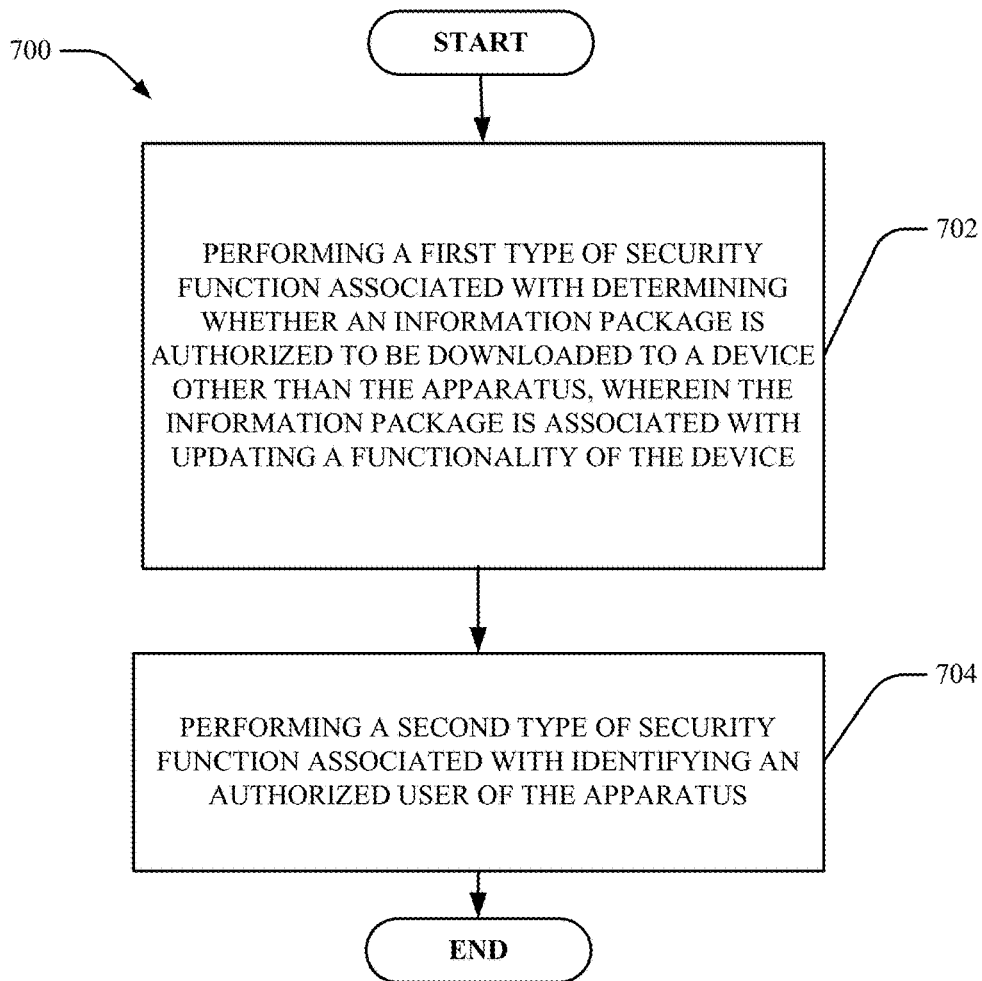 START
700
PERFORMING A FIRST TYPE OF SECURITY
FUNCTION ASSOCIATED WITH DETERMINING
WHETHER AN INFORMATION PACKAGE IS
AUTHORIZED TO BE DOWNLOADED TO A DEVICE
OTHER THAN THE APPARATUS, WHEREIN THE
INFORMATION PACKAGE IS ASSOCIATED WITH
UPDATING A FUNCTIONALITY OF THE DEVICE
702
PERFORMING A SECOND TYPE OF SECURITY
FUNCTION ASSOCIATED WITH IDENTIFYING AN
AUTHORIZED USER OF THE APPARATUS
704
END